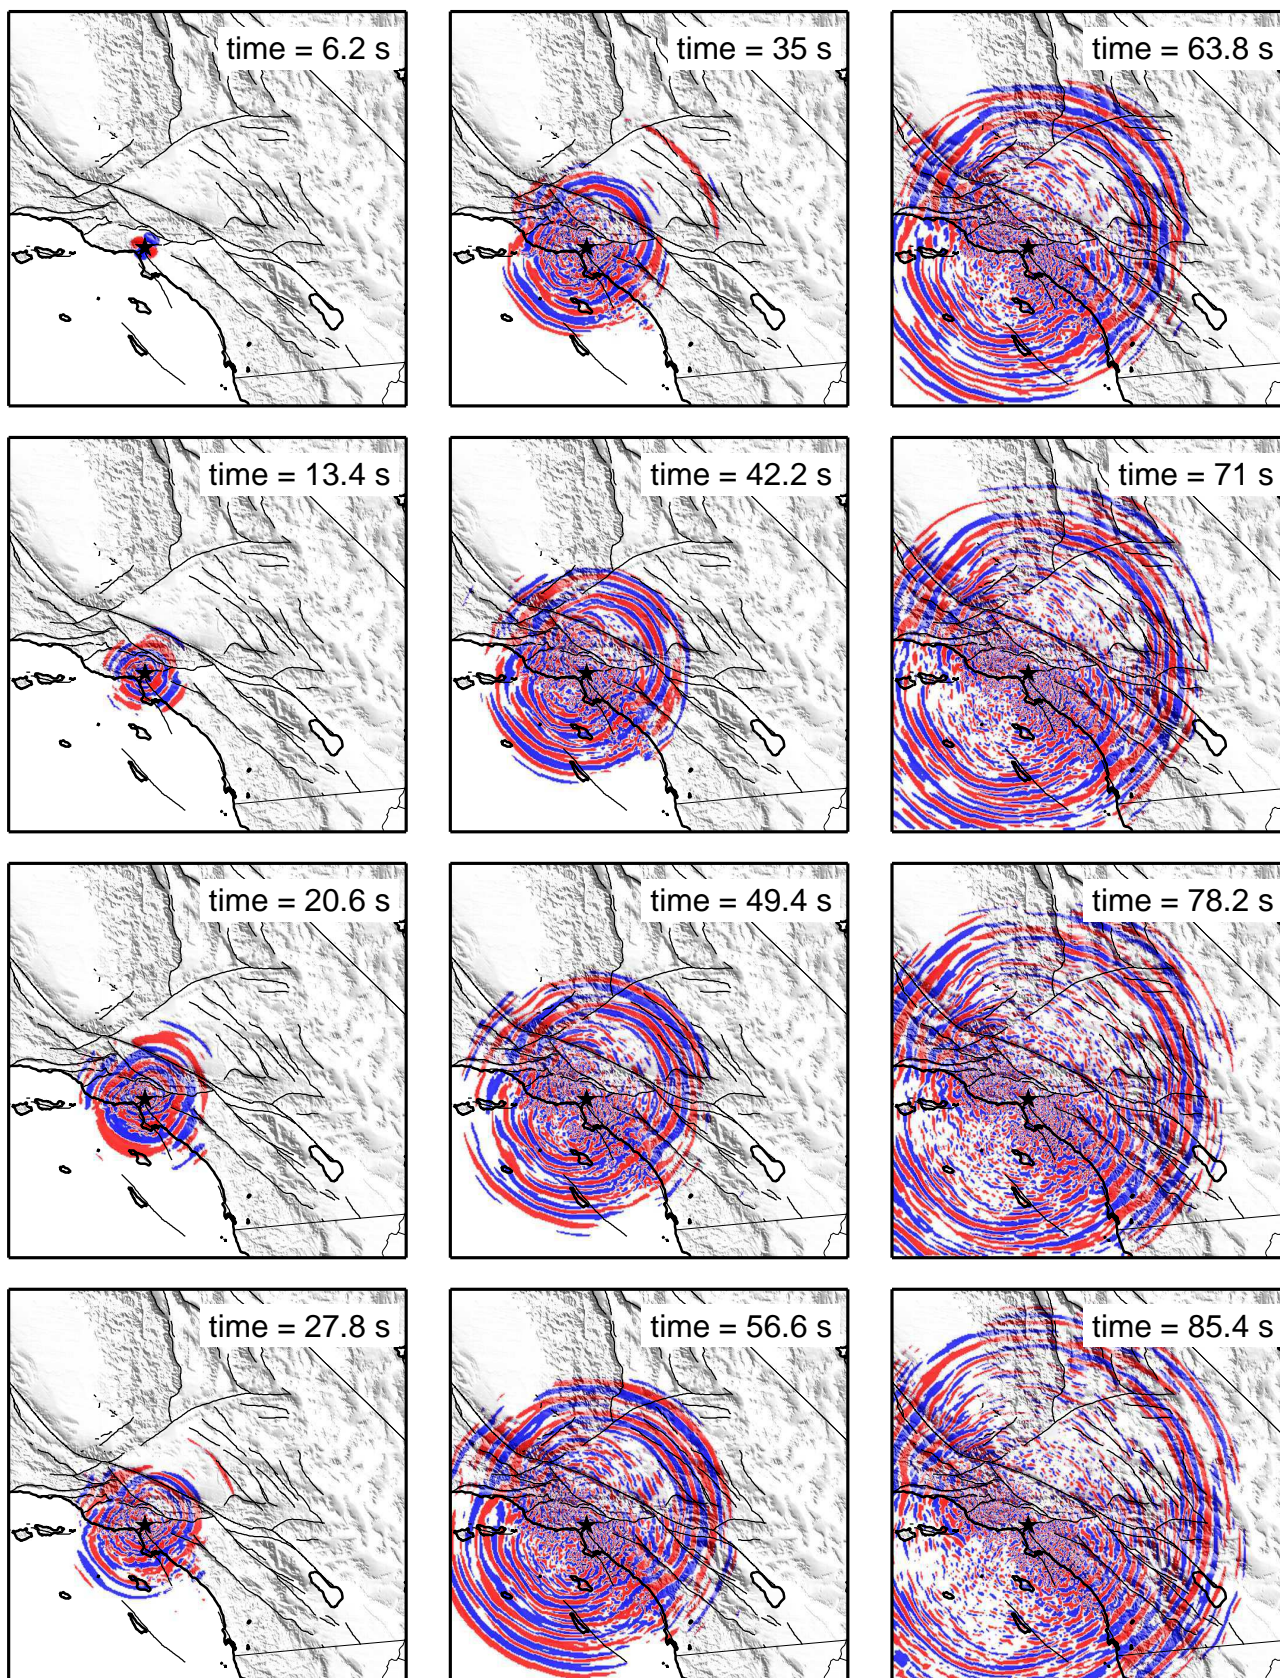 time = 6.2 s
time = 35 s
time = 63.8 s
time = 13.4 s
time = 42.2 s
time = 71 s
time = 20.6 s
time = 49.4 s
time = 78.2 s
time = 27.8 s
time = 56.6 s
time = 85.4 s